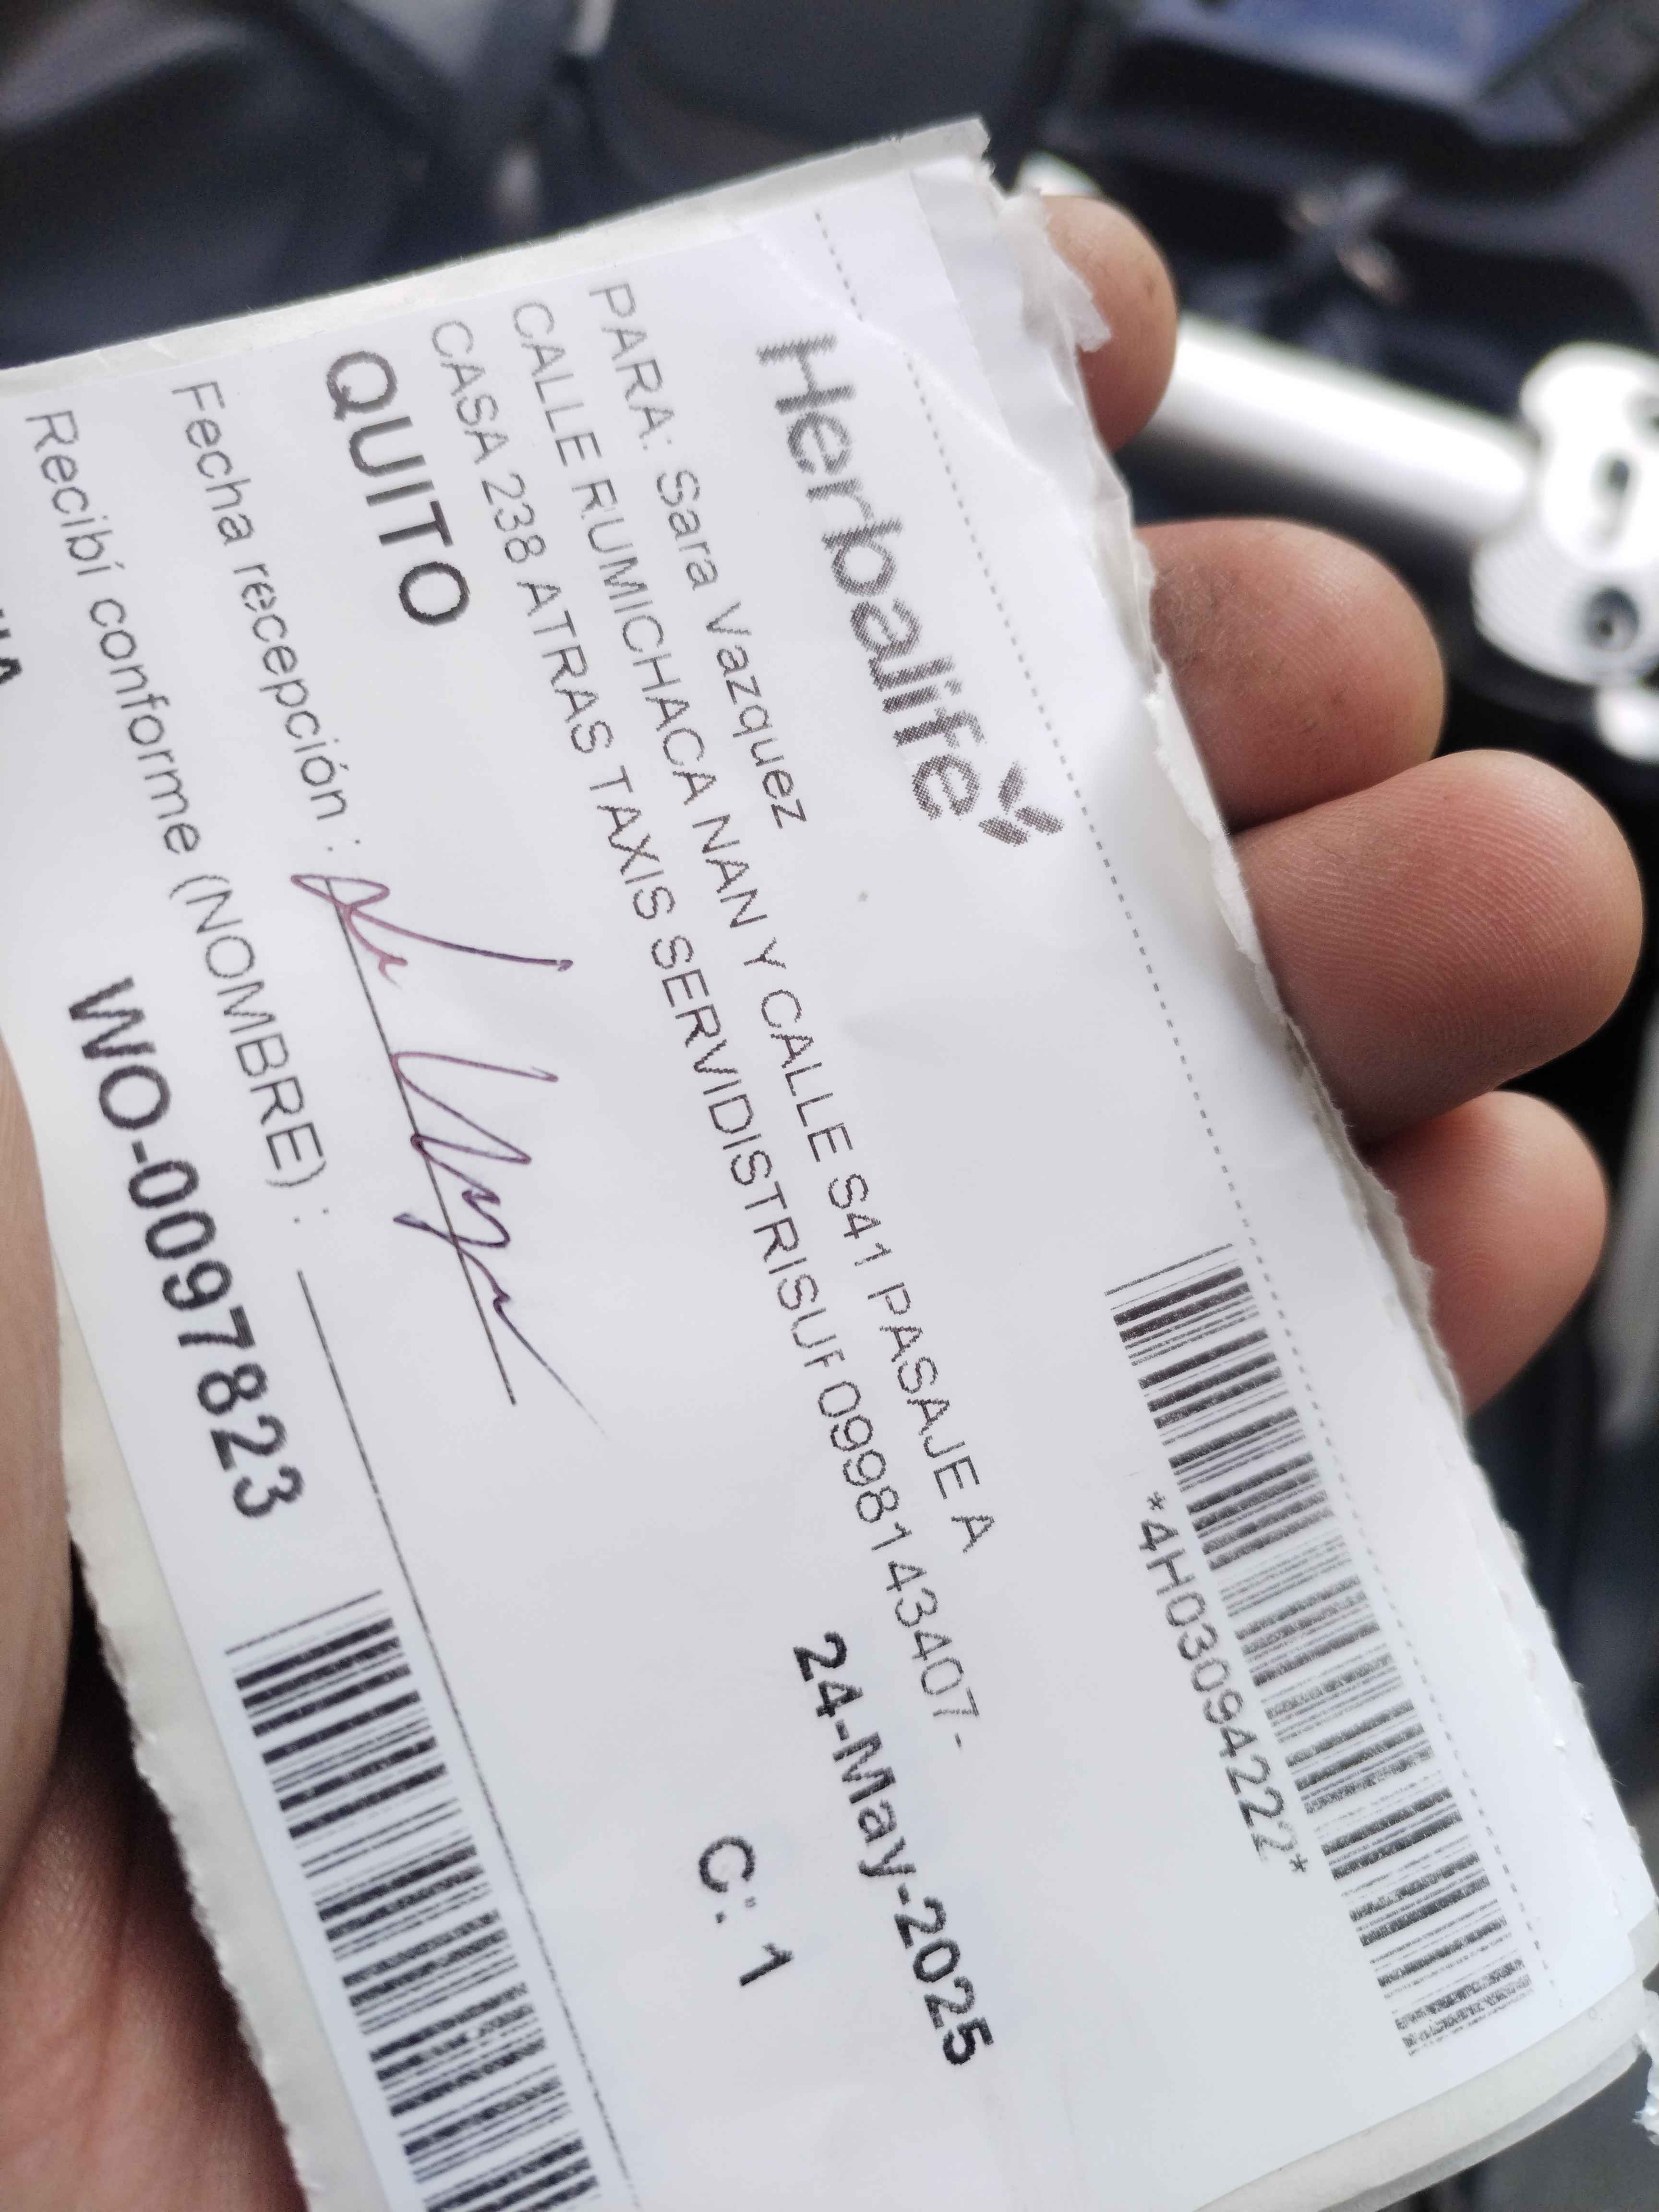 *4H03094222*
Herbalife
24-May-2025
PARA: Sara Vazquez
CALLE RUMICHACA NAN Y CALLE S41 PASAJE A
CASA 238 ATRAS TAXIS SERVIDISTRISUF 0998143407-
QUITO
C: 1
Fecha recepción :
Recibí conforme (NOMBRE) :
WO-0097823